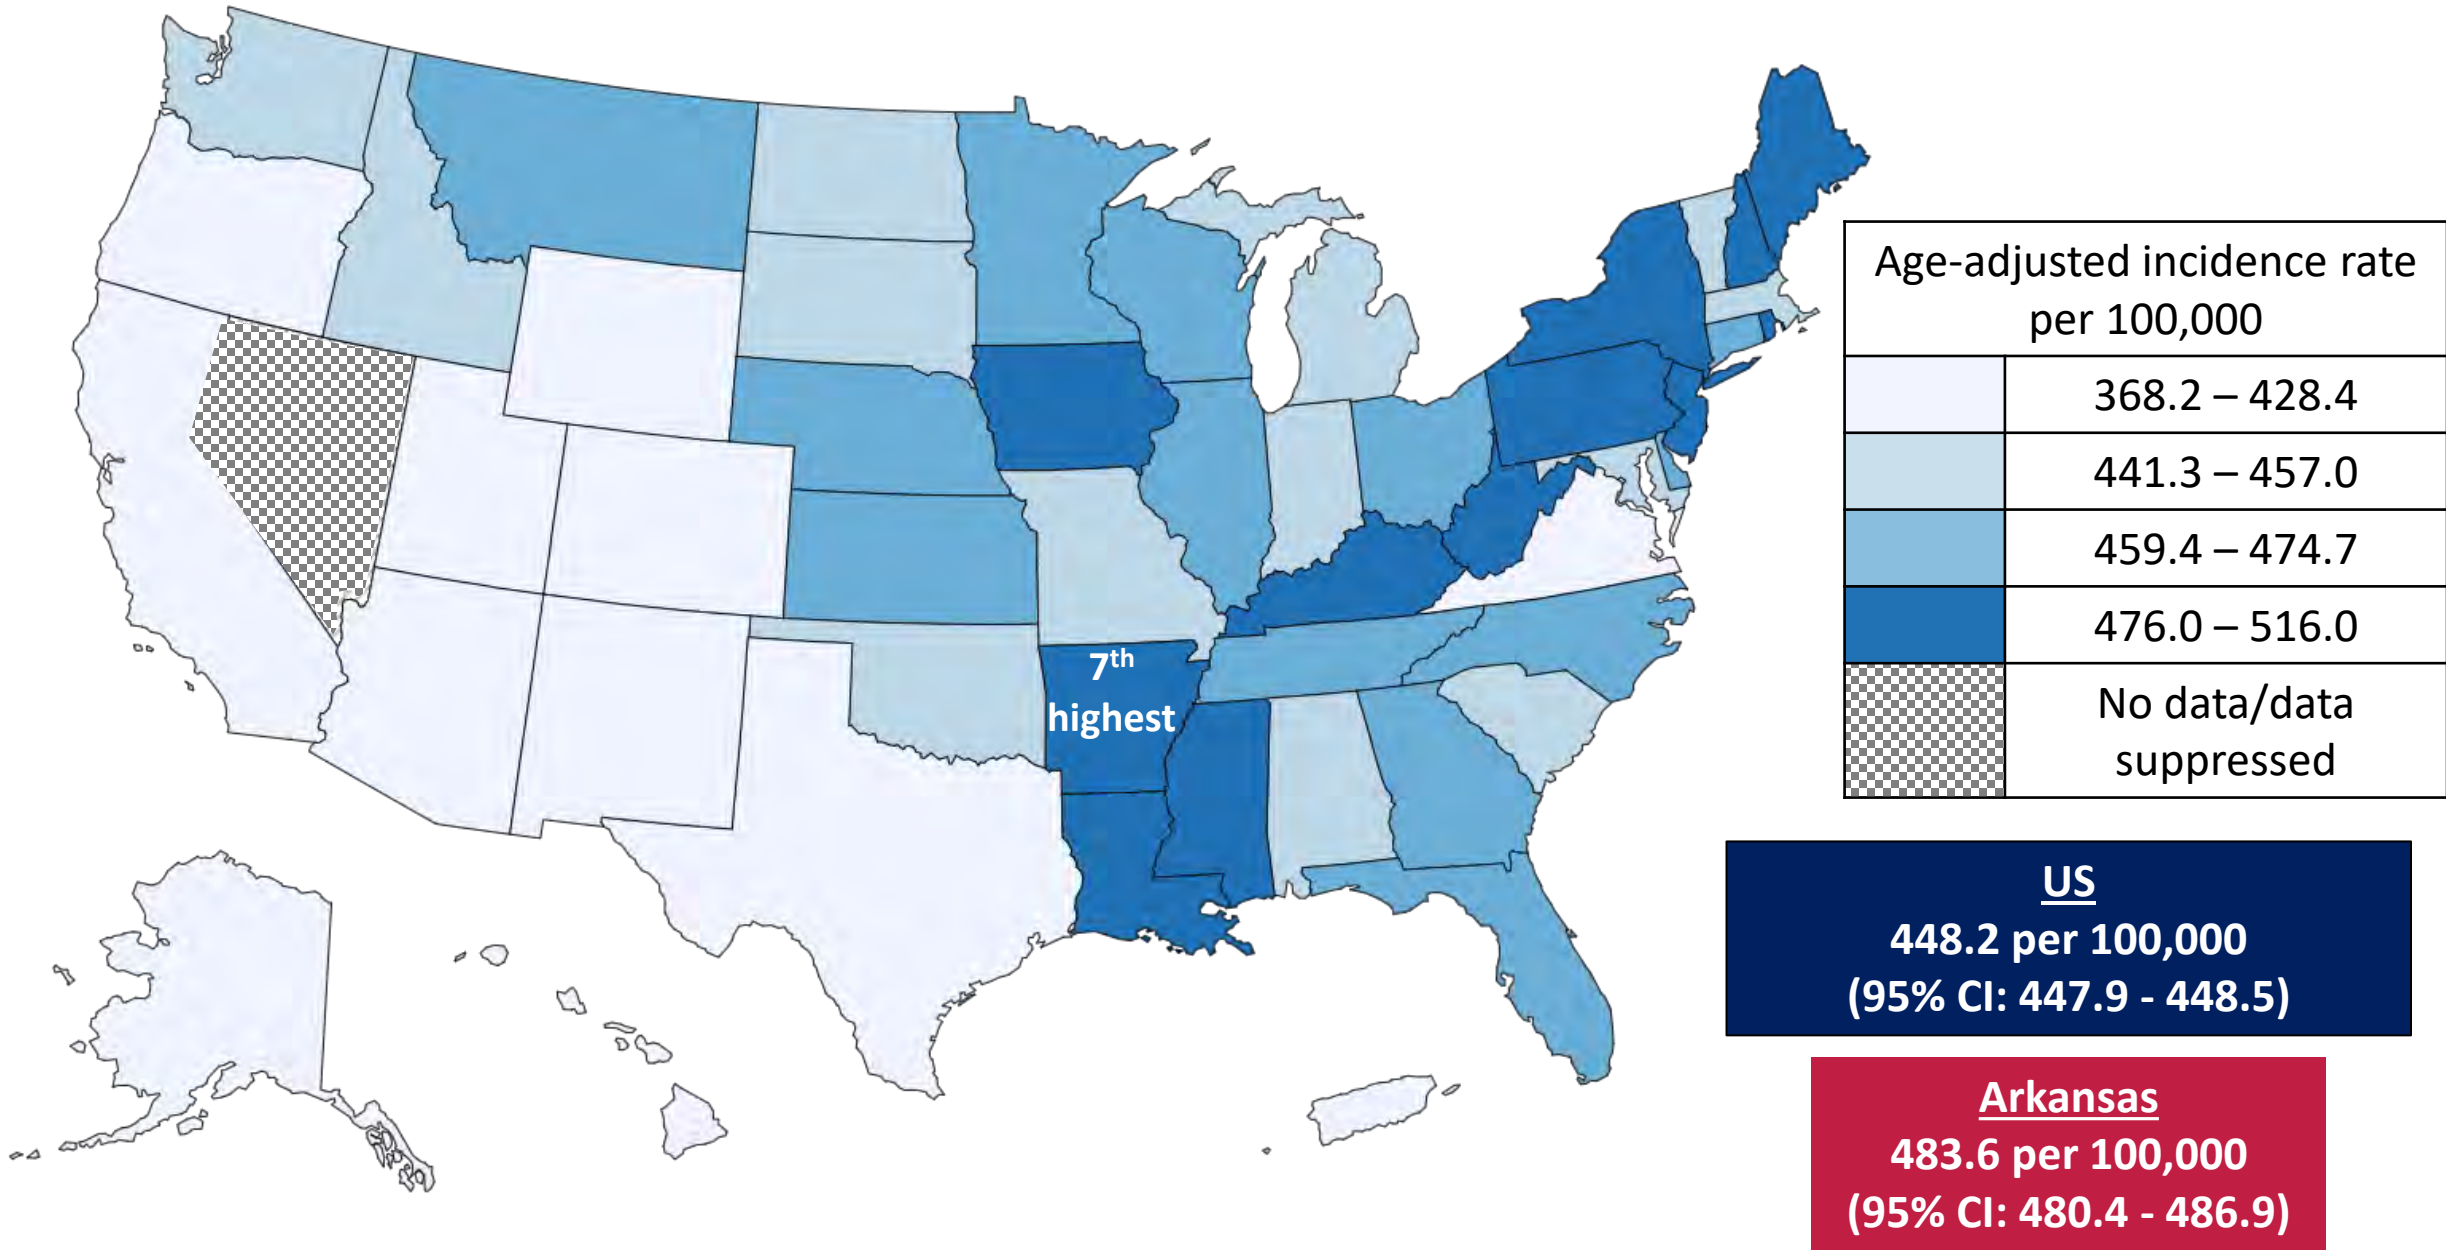 7th
highest
Age-adjusted incidence rate
per 100,000
368.2 – 428.4
441.3 – 457.0
459.4 – 474.7
476.0 – 516.0
No data/data
suppressed
US
448.2 per 100,000
(95% CI: 447.9 - 448.5)
Arkansas
483.6 per 100,000
(95% CI: 480.4 - 486.9)